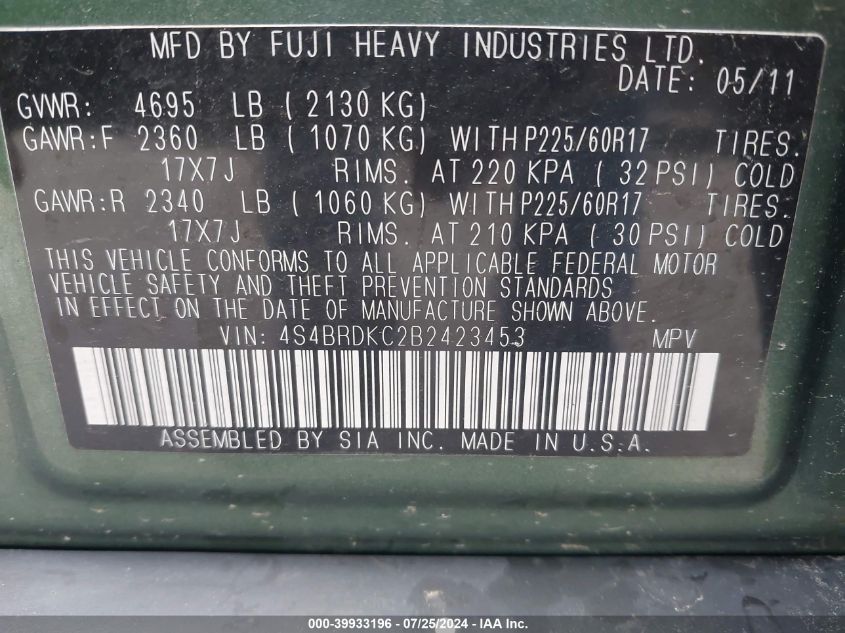 MFD BY FUJI HEAVY INDUSTRIES LTD.
DATE: 05/11
GVWR: 4695 LB ( 2130 KG)
GAWR:F 2360 LB ( 1070 KG) WITH P225/60R17 TIRES.
17X7J RIMS. AT 220 KPA ( 32 PSI) COLD
GAWR:R 2340 LB ( 1060 KG) WITH P225/60R17 TIRES.
17X7J RIMS. AT 210 KPA ( 30 PSI) COLD
THIS VEHICLE CONFORMS TO ALL APPLICABLE FEDERAL MOTOR
VEHICLE SAFETY AND THEFT PREVENTION STANDARDS
IN EFFECT ON THE DATE OF MANUFACTURE SHOWN ABOVE.
VIN: 4S4BRDKC2B2423453 MPV
ASSEMBLED BY SIA INC. MADE IN U.S.A.
000-39933196 - 07/25/2024 - IAA Inc.